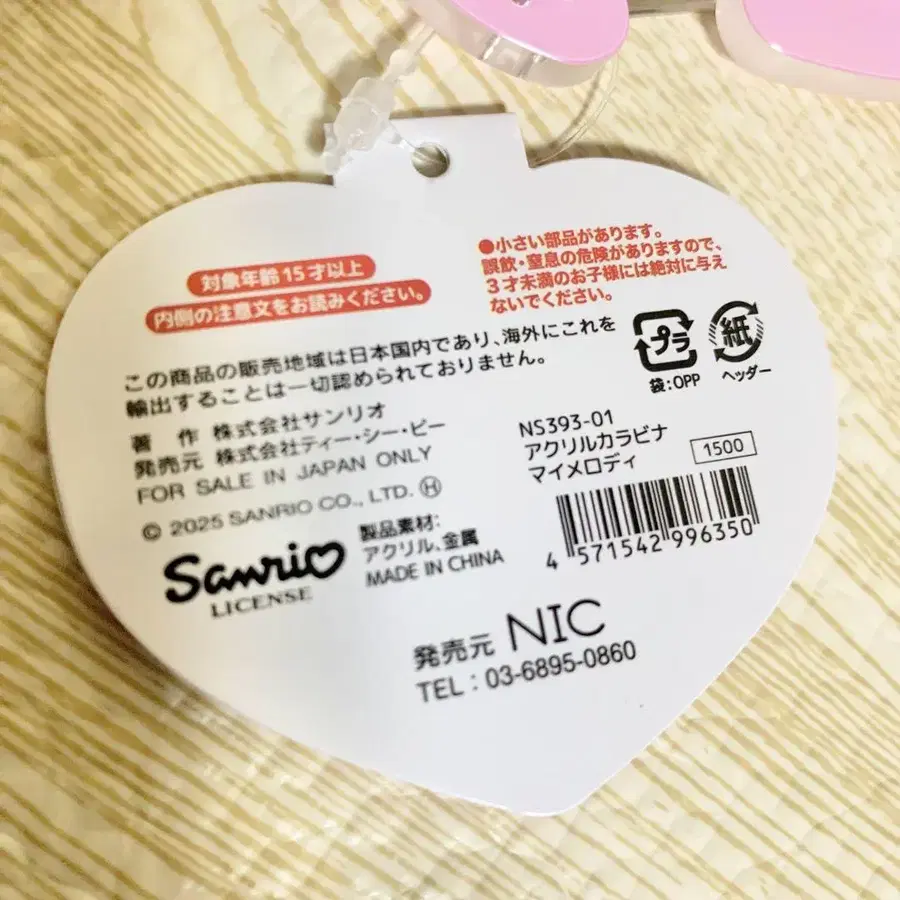 対象年齢15才以上
内側の注意文をお読みください。
●小さい部品があります。
誤飲・窒息の危険がありますので、
3才未満のお子様には絶対に与え
ないでください。
この商品の販売地域は日本国内であり、海外にこれを
輸出することは一切認められておりません。
著 作 株式会社サンリオ
発売元 株式会社ティー・シー・ピー
FOR SALE IN JAPAN ONLY
© 2025 SANRIO CO., LTD. Ⓗ
プラ
袋:OPP
紙
ヘッダー
NS393-01
アクリルカラビナ
マイメロディ
1500
4 571542 996350
Sanrio
LICENSE
製品素材:
アクリル、金属
MADE IN CHINA
発売元 NIC
TEL:03-6895-0860